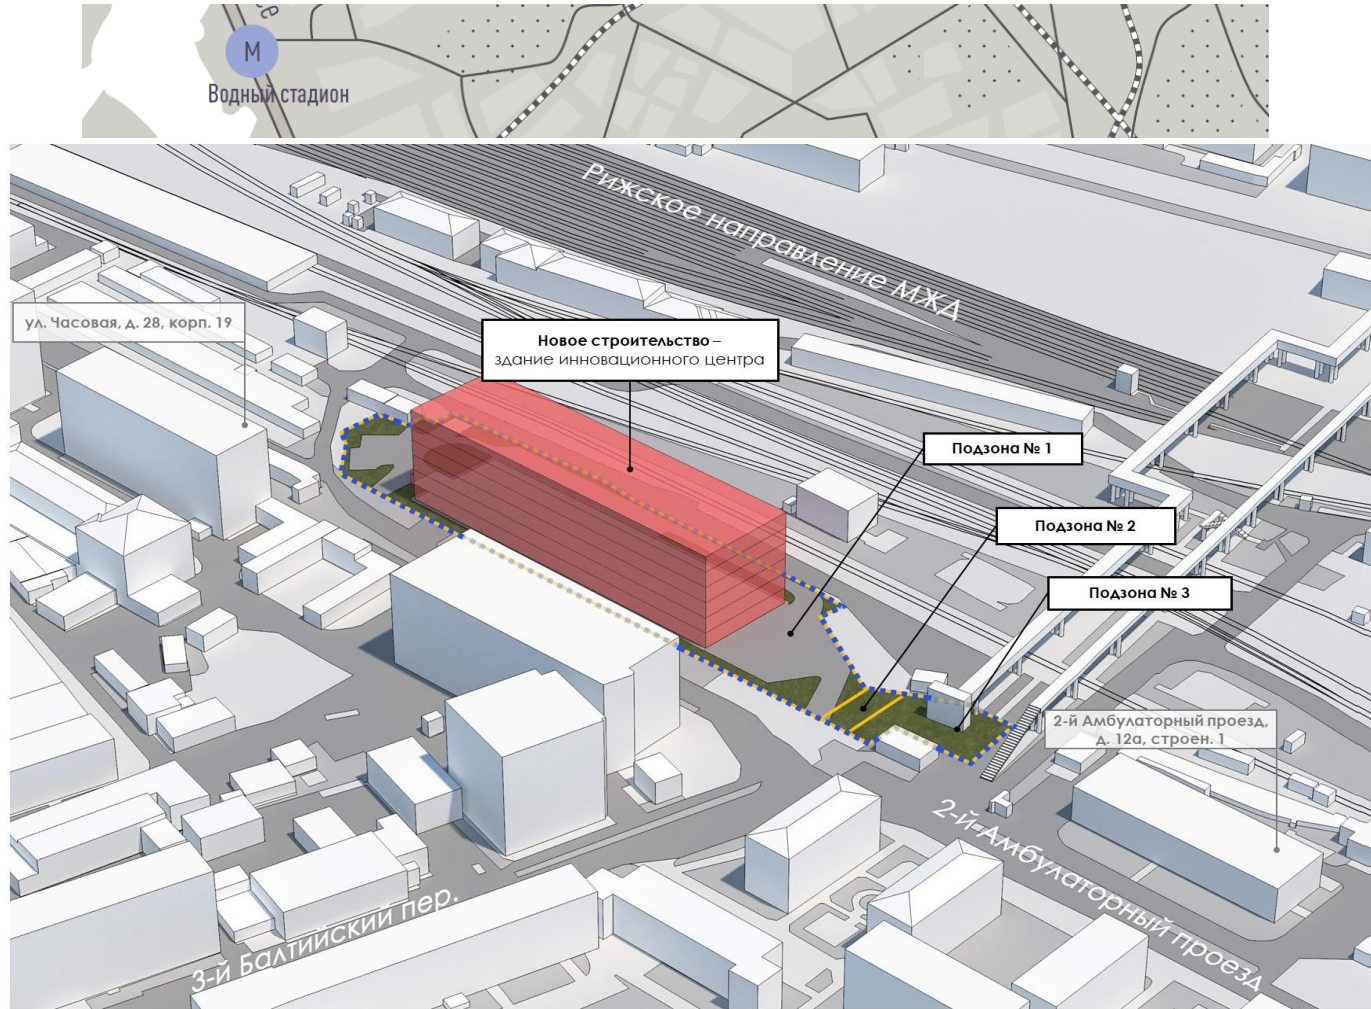 М
Водный стадион
Рижское направление МЖД
ул. Часовая, д. 28, корп. 19
Новое строительство –
здание инновационного центра
Подзона № 1
Подзона № 2
Подзона № 3
2-й Амбулаторный проезд,
д. 12а, строен. 1
2-й Амбулаторный проезд
3-й Балтийский пер.